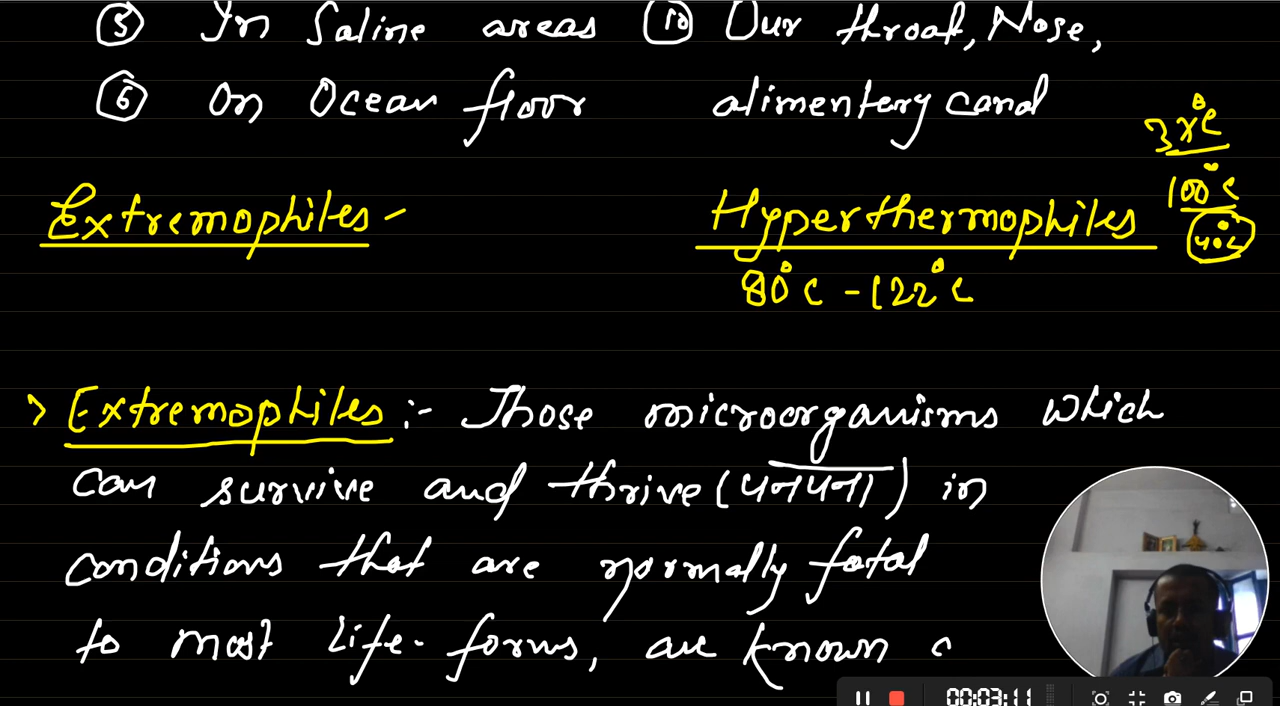 ⑤ In Saline areas ⑩ Our throat, Nose,
⑥ On Ocean floor alimentery canal
100°C
40°C
Extremophiles - Hyperthermophiles
80°C - 122°C
> Extremophiles :- Those microorganisms which
can survive and thrive (पनपना) in
conditions that are normally fatal
to most life-forms, are known
00:03:11